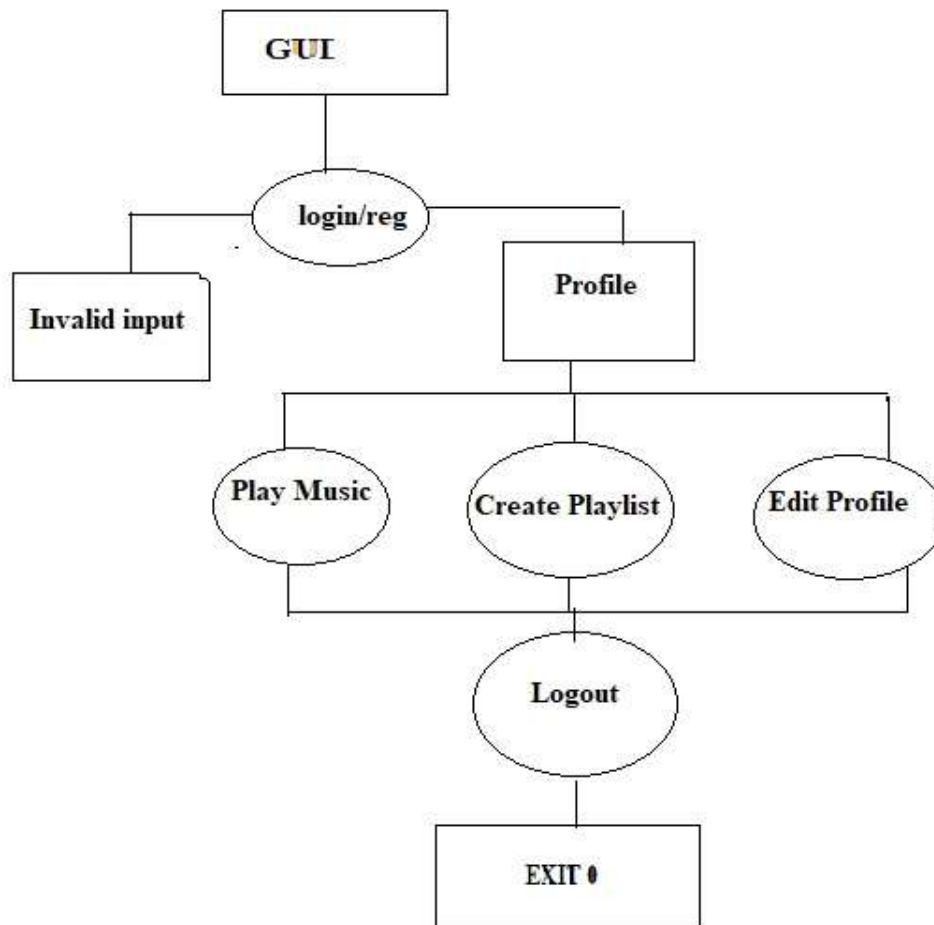 GUI
login/reg
Invalid input
Profile
Play Music
Create Playlist
Edit Profile
Logout
EXIT 0